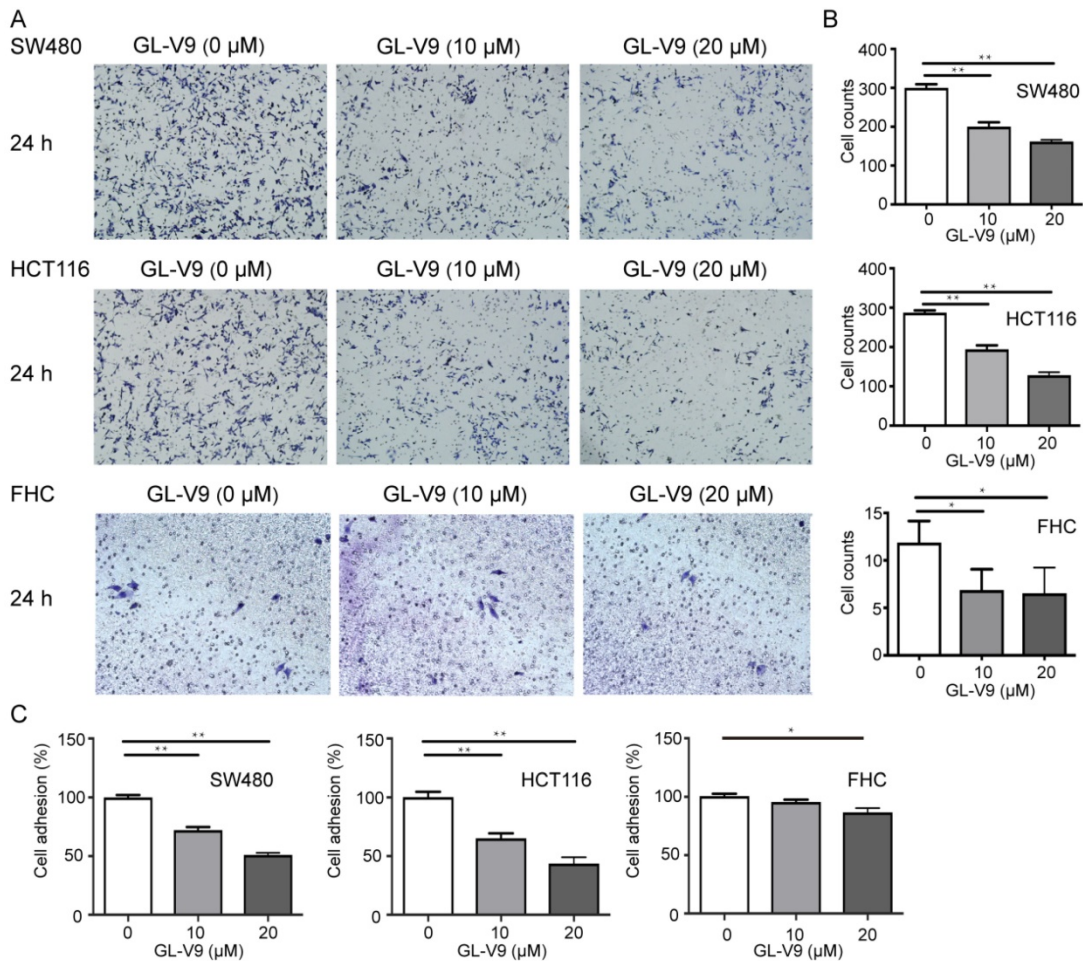 A
SW480
GL-V9 (0 µM)
GL-V9 (10 µM)
GL-V9 (20 µM)
24 h
HCT116
GL-V9 (0 µM)
GL-V9 (10 µM)
GL-V9 (20 µM)
24 h
FHC
GL-V9 (0 µM)
GL-V9 (10 µM)
GL-V9 (20 µM)
24 h
B
Cell counts
400
300
200
100
0
**
**
SW480
0 10 20
GL-V9 (µM)
Cell counts
400
300
200
100
0
**
**
HCT116
0 10 20
GL-V9 (µM)
Cell counts
15
10
5
0
*
*
FHC
0 10 20
GL-V9 (µM)
C
Cell adhesion (%)
150
100
50
0
**
**
SW480
0 10 20
GL-V9 (µM)
Cell adhesion (%)
150
100
50
0
**
**
HCT116
0 10 20
GL-V9 (µM)
Cell adhesion (%)
150
100
50
0
*
FHC
0 10 20
GL-V9 (µM)